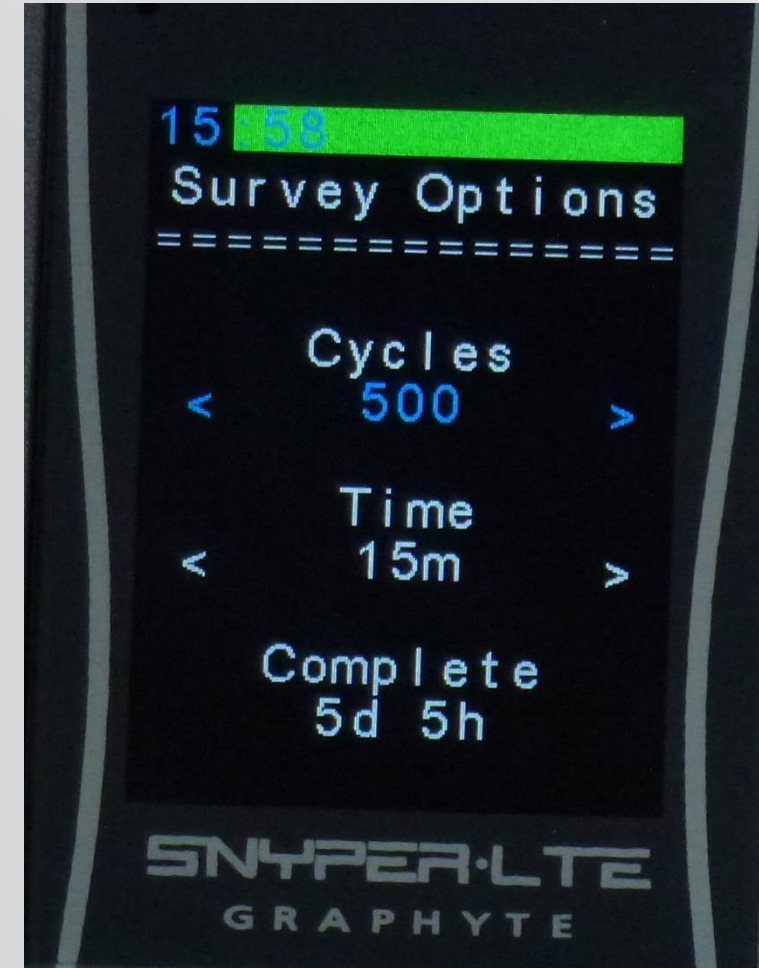 15:58
Survey Options
===============
Cycles
< 500 >
Time
< 15m >
Complete
5d 5h
SNYPER·LTE
GRAPHYTE